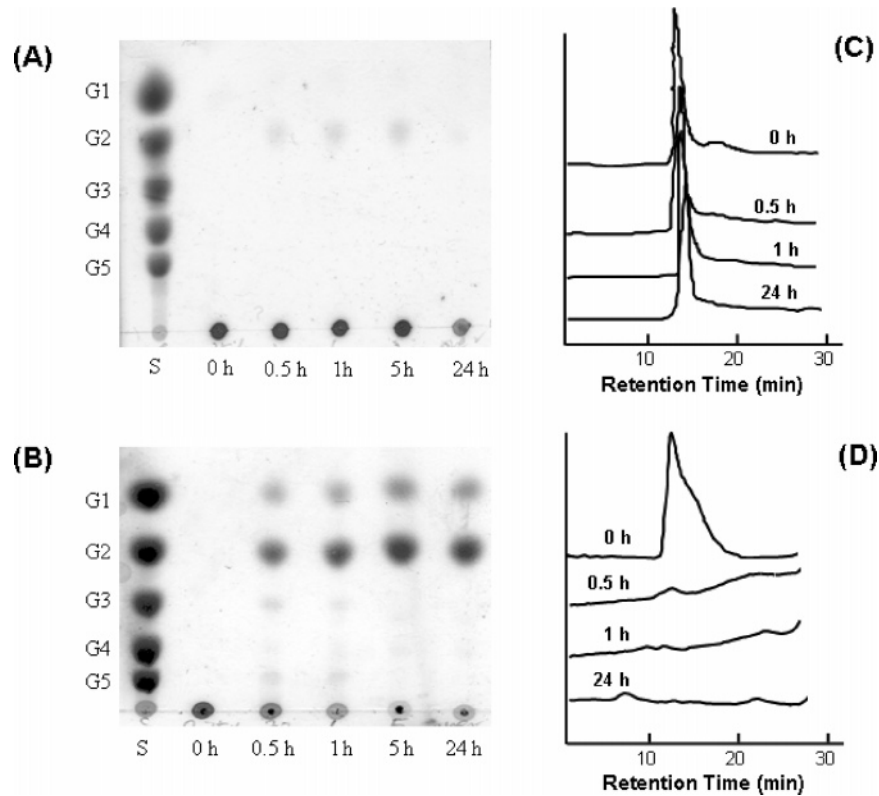 (A)
G1
G2
G3
G4
G5
S 0 h 0.5 h 1h 5h 24 h
(C)
0 h
0.5 h
1 h
24 h
10 20 30
Retention Time (min)
(B)
G1
G2
G3
G4
G5
S 0 h 0.5 h 1 h 5 h 24 h
(D)
0 h
0.5 h
1 h
24 h
10 20 30
Retention Time (min)